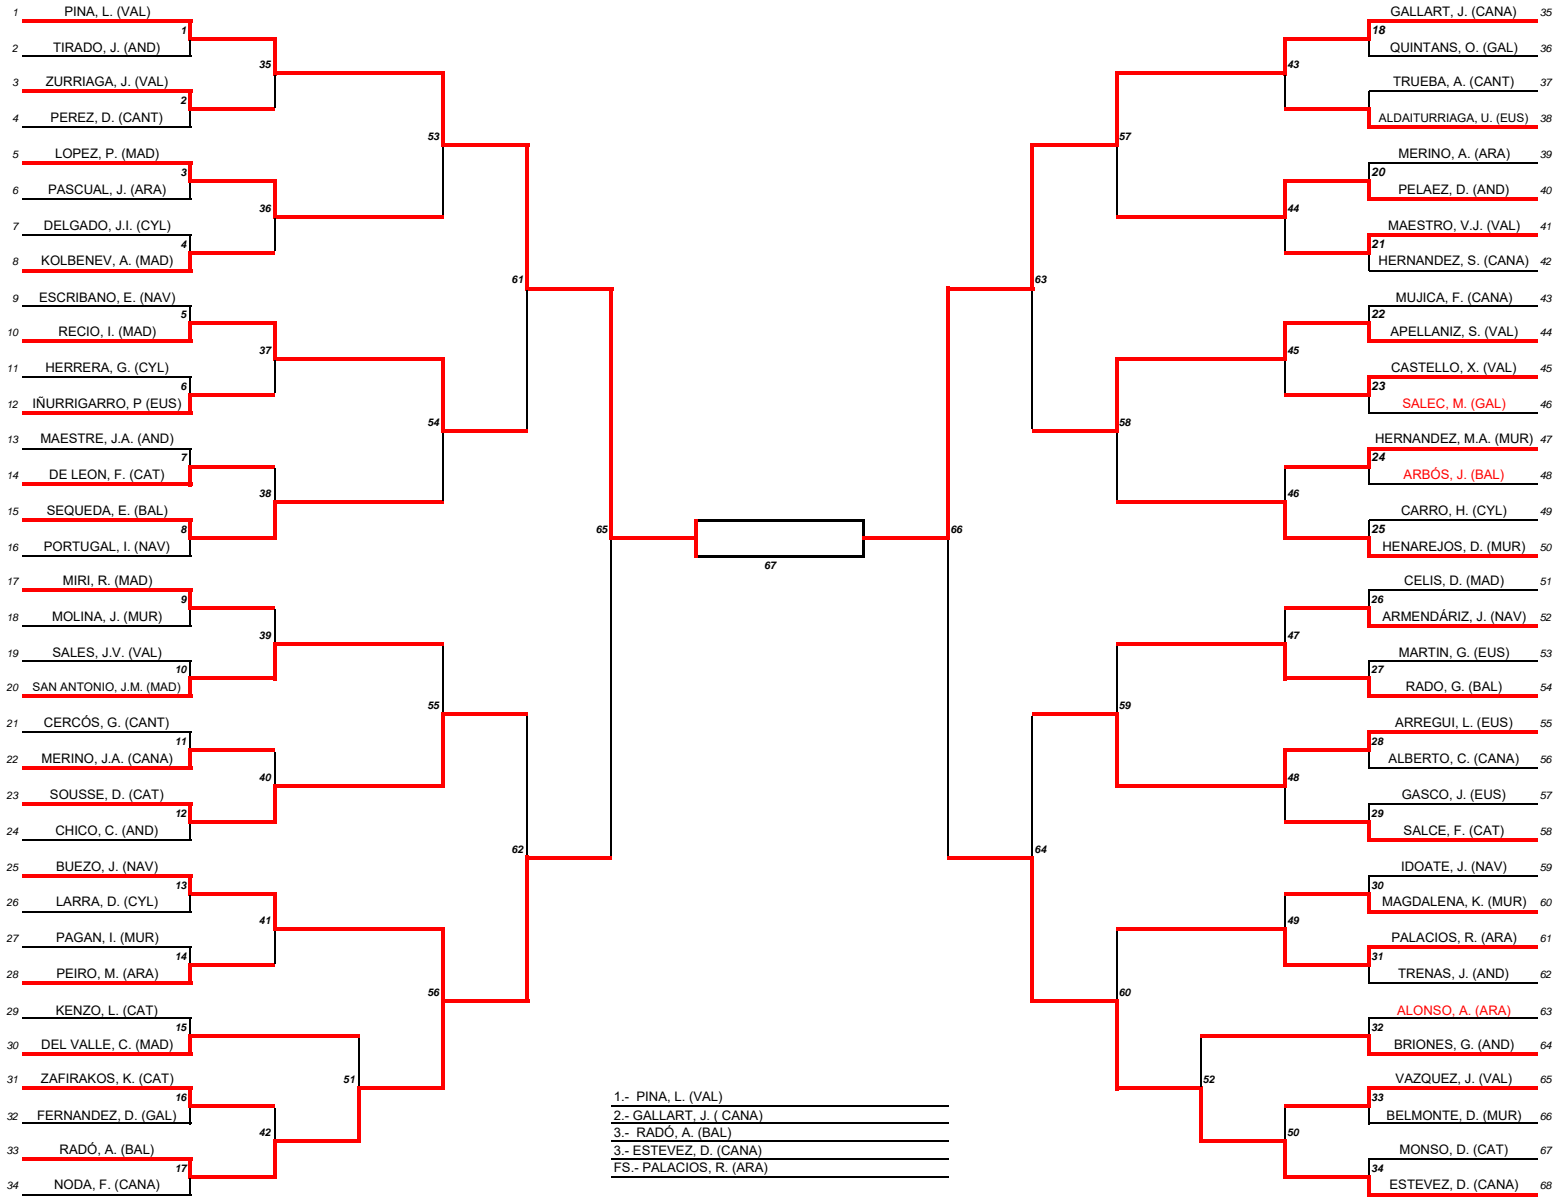 1 PINA, L. (VAL)
1
2 TIRADO, J. (AND)
35
3 ZURRIAGA, J. (VAL)
2
4 PEREZ, D. (CANT)
53
5 LOPEZ, P. (MAD)
3
6 PASCUAL, J. (ARA)
36
7 DELGADO, J.I. (CYL)
4
8 KOLBENEV, A. (MAD)
61
9 ESCRIBANO, E. (NAV)
5
10 RECIO, I. (MAD)
37
11 HERRERA, G. (CYL)
6
12 IÑURRIGARRO, P (EUS)
54
13 MAESTRE, J.A. (AND)
7
14 DE LEON, F. (CAT)
38
15 SEQUEDA, E. (BAL)
8
16 PORTUGAL, I. (NAV)
65
17 MIRI, R. (MAD)
9
18 MOLINA, J. (MUR)
39
19 SALES, J.V. (VAL)
10
20 SAN ANTONIO, J.M. (MAD)
55
21 CERCÓS, G. (CANT)
11
22 MERINO, J.A. (CANA)
40
23 SOUSSE, D. (CAT)
12
24 CHICO, C. (AND)
62
25 BUEZO, J. (NAV)
13
26 LARRA, D. (CYL)
41
27 PAGAN, I. (MUR)
14
28 PEIRO, M. (ARA)
56
29 KENZO, L. (CAT)
15
30 DEL VALLE, C. (MAD)
51
31 ZAFIRAKOS, K. (CAT)
16
32 FERNANDEZ, D. (GAL)
42
33 RADÓ, A. (BAL)
17
34 NODA, F. (CANA)
67
1.- PINA, L. (VAL)
2.- GALLART, J. ( CANA)
3.- RADÓ, A. (BAL)
3.- ESTEVEZ, D. (CANA)
FS.- PALACIOS, R. (ARA)
GALLART, J. (CANA) 35
18
QUINTANS, O. (GAL) 36
43
TRUEBA, A. (CANT) 37
ALDAITURRIAGA, U. (EUS) 38
57
MERINO, A. (ARA) 39
20
PELAEZ, D. (AND) 40
44
MAESTRO, V.J. (VAL) 41
21
HERNANDEZ, S. (CANA) 42
63
MUJICA, F. (CANA) 43
22
APELLANIZ, S. (VAL) 44
45
CASTELLO, X. (VAL) 45
23
SALEC, M. (GAL) 46
58
HERNANDEZ, M.A. (MUR) 47
24
ARBÓS, J. (BAL) 48
46
CARRO, H. (CYL) 49
25
HENAREJOS, D. (MUR) 50
66
CELIS, D. (MAD) 51
26
ARMENDÁRIZ, J. (NAV) 52
47
MARTIN, G. (EUS) 53
27
RADO, G. (BAL) 54
59
ARREGUI, L. (EUS) 55
28
ALBERTO, C. (CANA) 56
48
GASCO, J. (EUS) 57
29
SALCE, F. (CAT) 58
64
IDOATE, J. (NAV) 59
30
MAGDALENA, K. (MUR) 60
49
PALACIOS, R. (ARA) 61
31
TRENAS, J. (AND) 62
60
ALONSO, A. (ARA) 63
32
BRIONES, G. (AND) 64
52
VAZQUEZ, J. (VAL) 65
33
BELMONTE, D. (MUR) 66
50
MONSO, D. (CAT) 67
34
ESTEVEZ, D. (CANA) 68